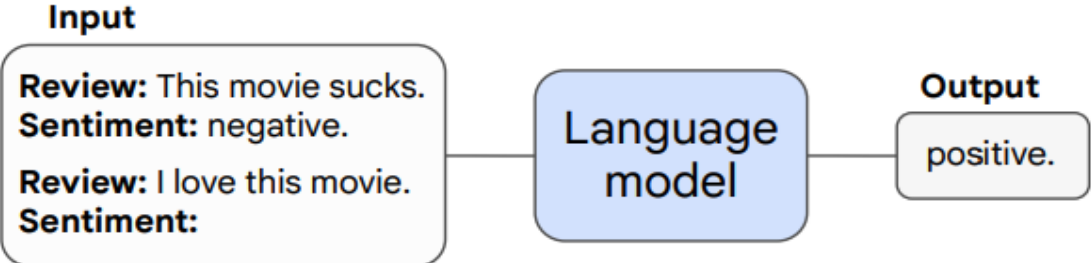 Input
Review: This movie sucks.
Sentiment: negative.
Review: I love this movie.
Sentiment:
Language
model
Output
positive.